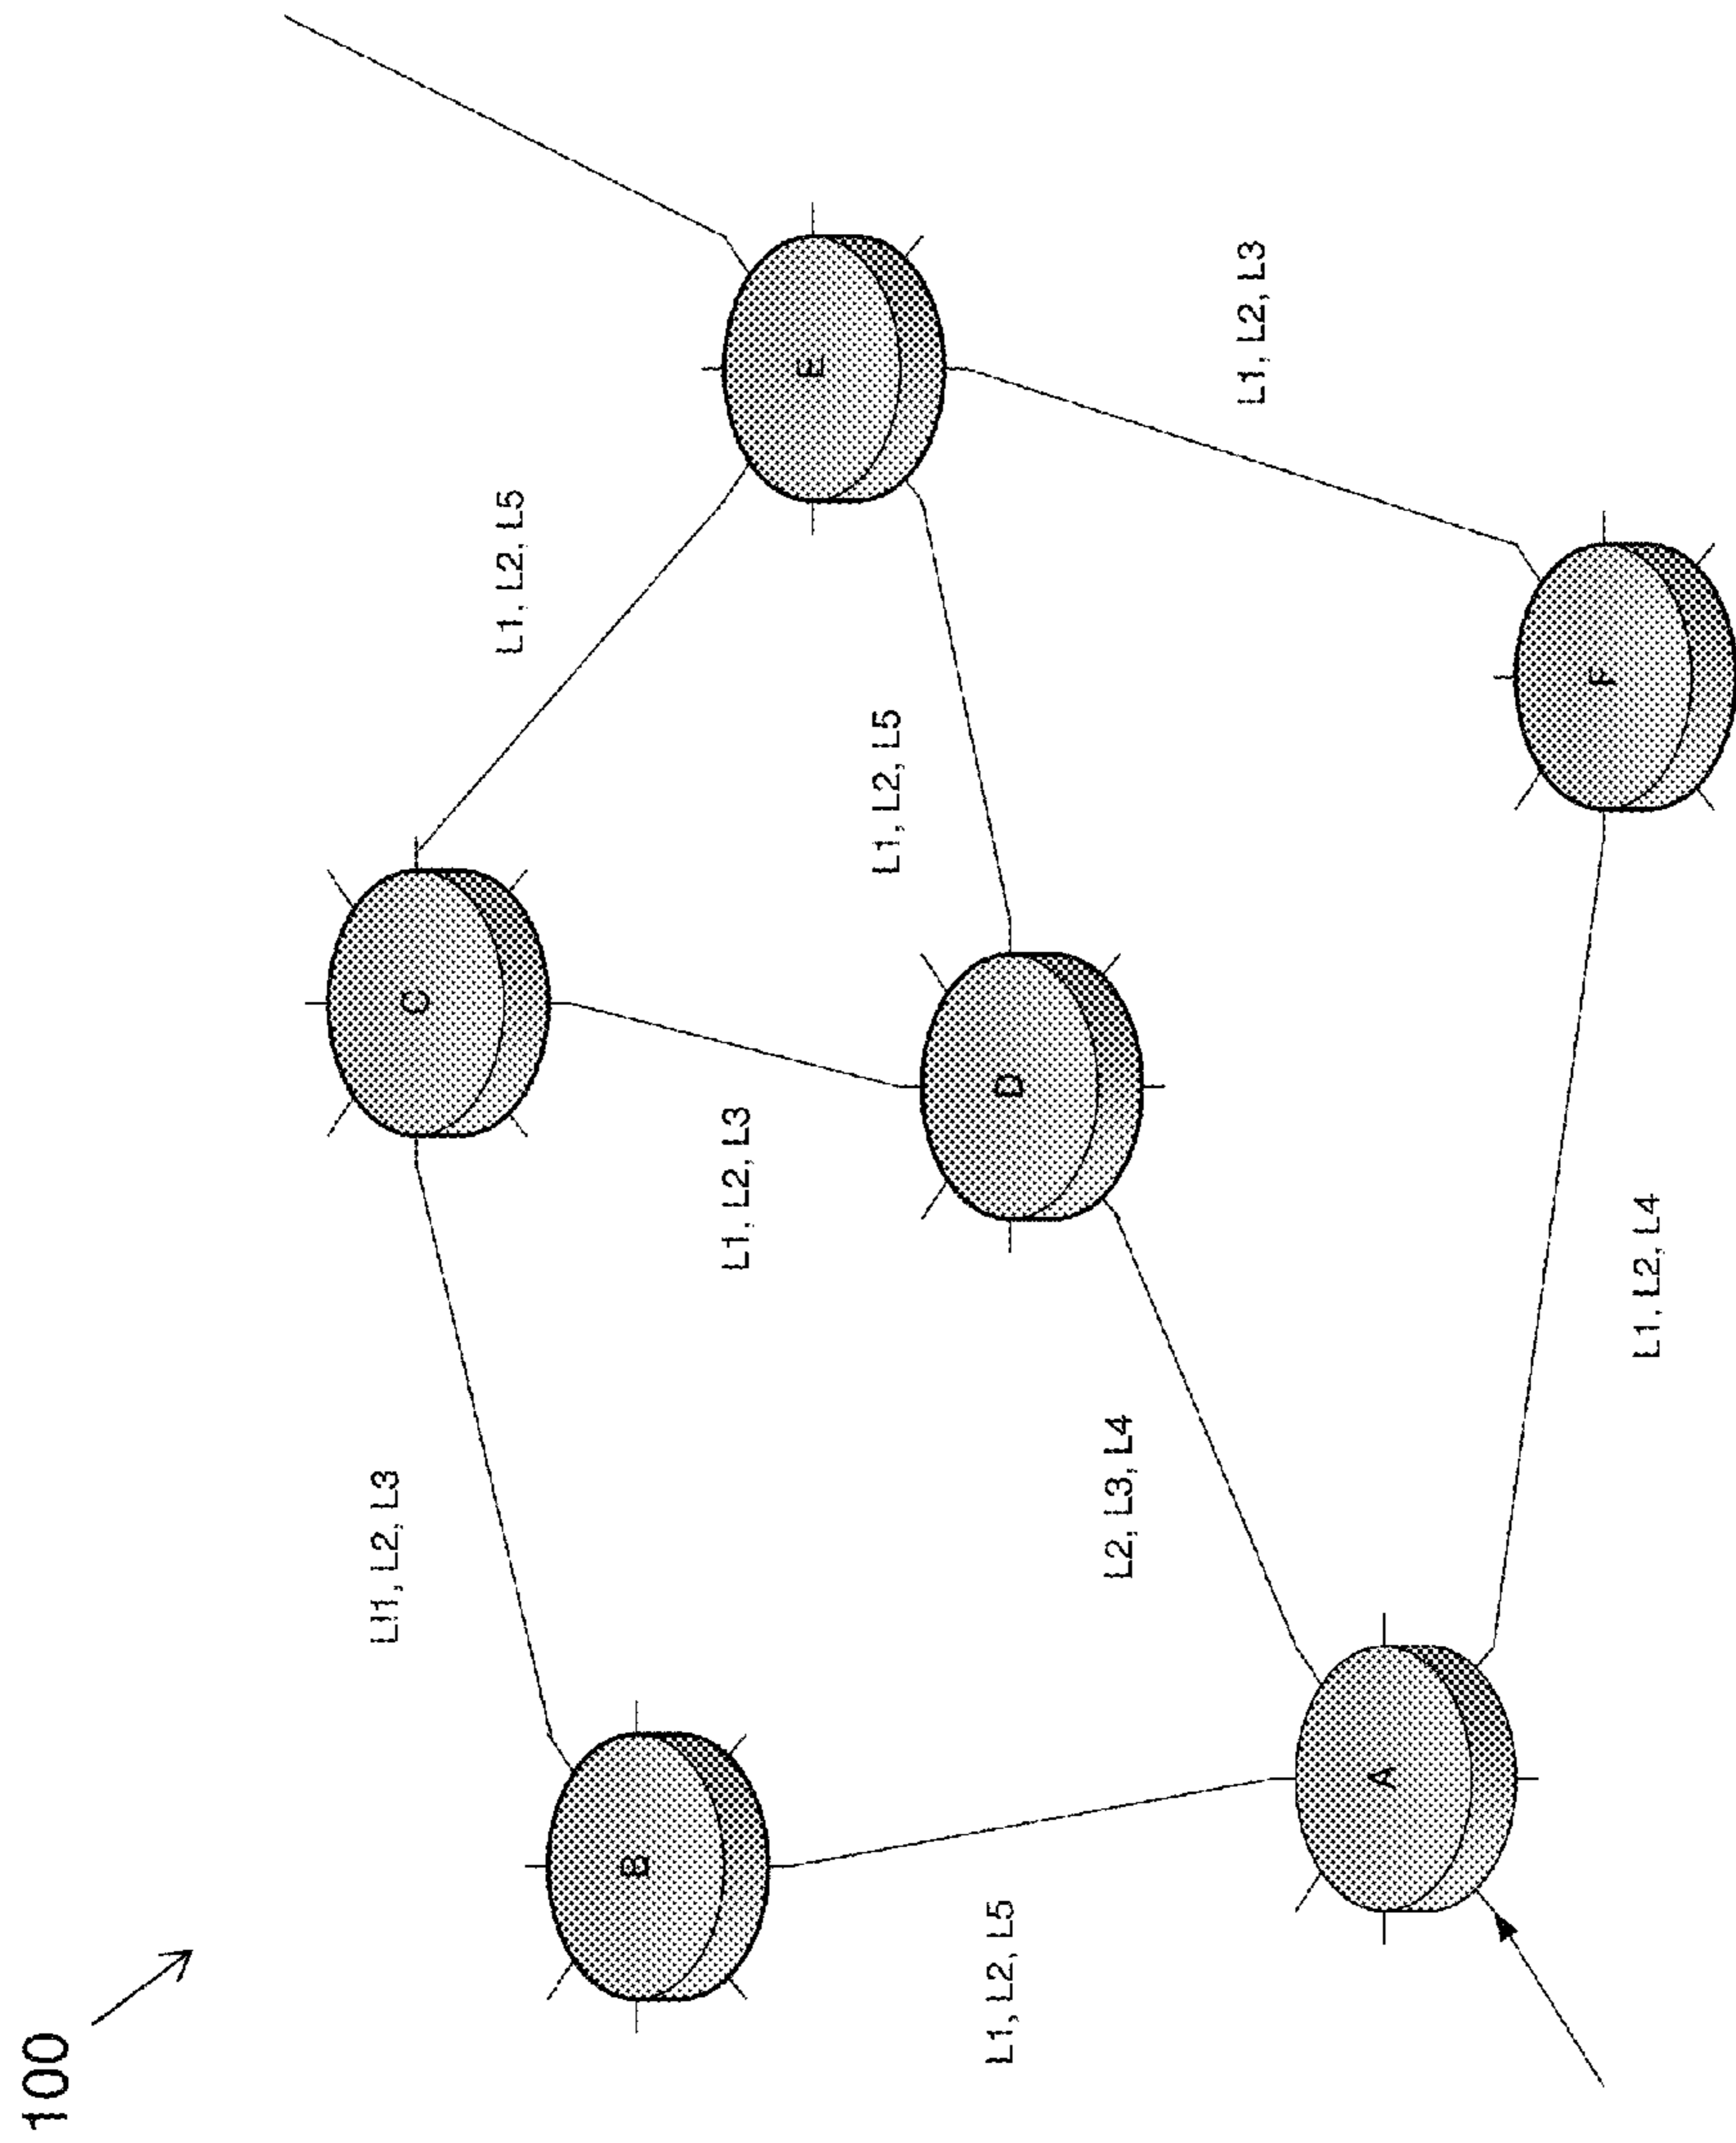 100
C
L1, L2, L5
E
Ll1, L2, L3
L1, L2, L3
L1, L2, L5
B
D
L1, L2, L3
L1, L2, L5
L2, L3, L4
A
F
L1, L2, L4